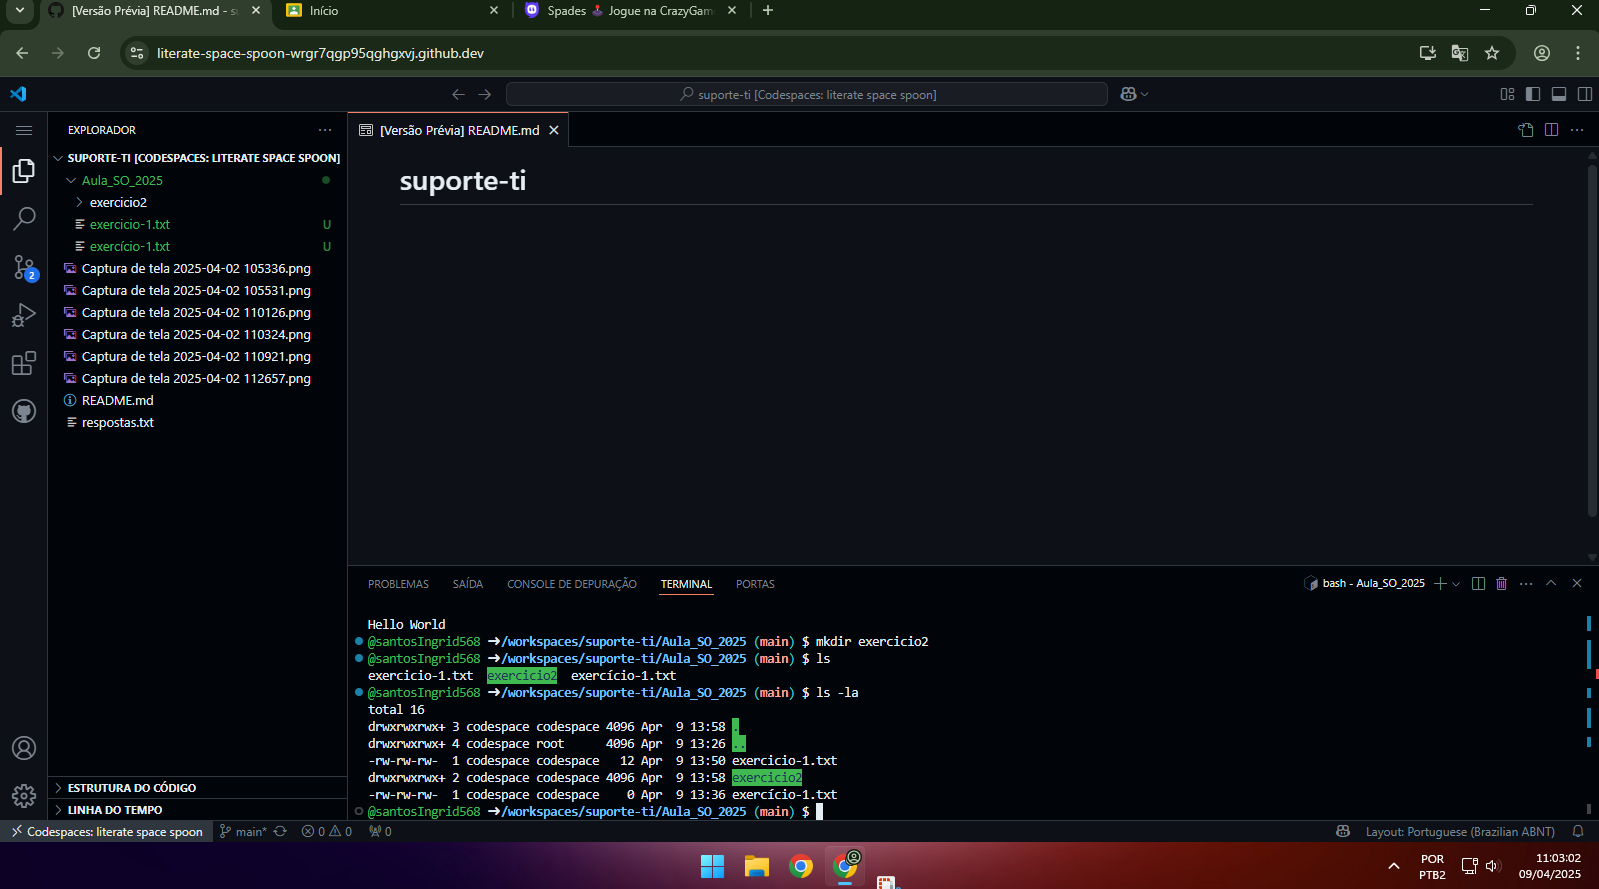 [Versão Prévia] README.md - s
Início
Spades Jogue na CrazyGam
literate-space-spoon-wrgr7qgp95qghgxvj.github.dev
suporte-ti [Codespaces: literate space spoon]
EXPLORADOR
SUPORTE-TI [CODESPACES: LITERATE SPACE SPOON]
Aula_SO_2025
exercicio2
exercicio-1.txt U
exercício-1.txt U
Captura de tela 2025-04-02 105336.png
Captura de tela 2025-04-02 105531.png
Captura de tela 2025-04-02 110126.png
Captura de tela 2025-04-02 110324.png
Captura de tela 2025-04-02 110921.png
Captura de tela 2025-04-02 112657.png
README.md
respostas.txt
2
ESTRUTURA DO CÓDIGO
LINHA DO TEMPO
[Versão Prévia] README.md
suporte-ti
PROBLEMAS SAÍDA CONSOLE DE DEPURAÇÃO TERMINAL PORTAS
bash - Aula_SO_2025
Hello World
@santosIngrid568 ➜/workspaces/suporte-ti/Aula_SO_2025 (main) $ mkdir exercicio2
@santosIngrid568 ➜/workspaces/suporte-ti/Aula_SO_2025 (main) $ ls
exercicio-1.txt exercicio2 exercício-1.txt
@santosIngrid568 ➜/workspaces/suporte-ti/Aula_SO_2025 (main) $ ls -la
total 16
drwxrwxrwx+ 3 codespace codespace 4096 Apr 9 13:58 .
drwxrwxrwx+ 4 codespace root 4096 Apr 9 13:26 ..
-rw-rw-rw- 1 codespace codespace 12 Apr 9 13:50 exercicio-1.txt
drwxrwxrwx+ 2 codespace codespace 4096 Apr 9 13:58 exercicio2
-rw-rw-rw- 1 codespace codespace 0 Apr 9 13:36 exercício-1.txt
@santosIngrid568 ➜/workspaces/suporte-ti/Aula_SO_2025 (main) $
Codespaces: literate space spoon main* 0 0 0
Layout: Portuguese (Brazilian ABNT)
POR
PTB2
11:03:02
09/04/2025